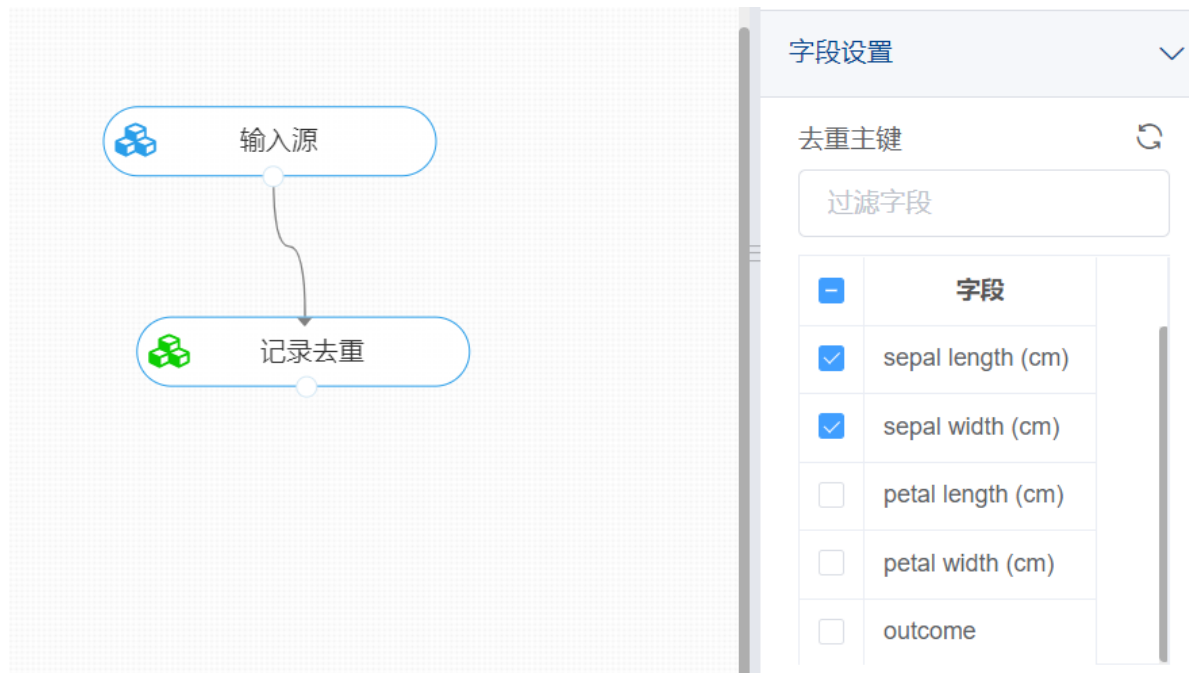 输入源
记录去重
字段设置
去重主键
过滤字段
字段
sepal length (cm)
sepal width (cm)
petal length (cm)
petal width (cm)
outcome